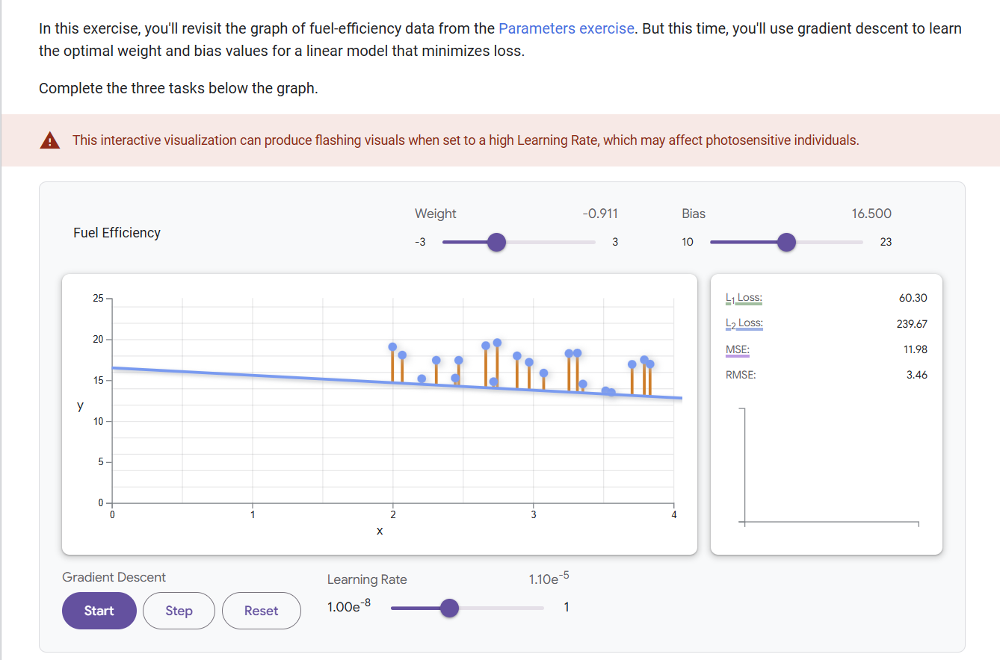 In this exercise, you'll revisit the graph of fuel-efficiency data from the Parameters exercise. But this time, you'll use gradient descent to learn
the optimal weight and bias values for a linear model that minimizes loss.
Complete the three tasks below the graph.
This interactive visualization can produce flashing visuals when set to a high Learning Rate, which may affect photosensitive individuals.
Fuel Efficiency
Weight -0.911
-3 3
Bias 16.500
10 23
25
20
15
y
10
5
0
0 1 2 3 4
x
L₁ Loss: 60.30
L₂ Loss: 239.67
MSE: 11.98
RMSE: 3.46
Gradient Descent
Start Step Reset
Learning Rate 1.10e⁻⁵
1.00e⁻⁸ 1